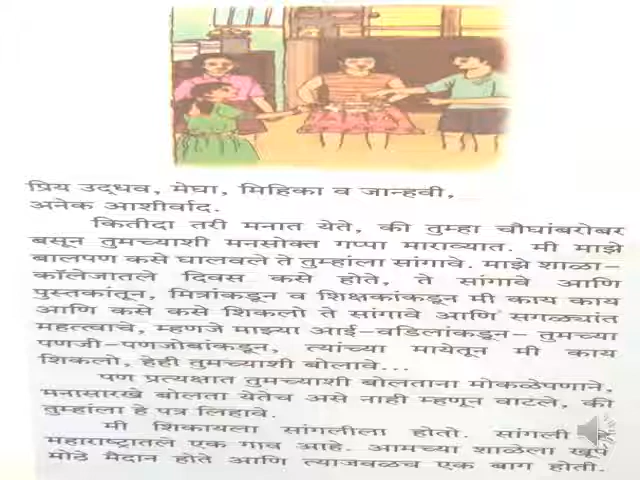 प्रिय उद्धव, मेघा, मिहिका व जान्हवी,
अनेक आशीर्वाद.
कितीदा तरी मनात येते, की तुम्हा चौघांबरोबर
बसून तुमच्याशी मनसोक्त गप्पा माराव्यात. मी माझे
बालपण कसे घालवले ते तुम्हांला सांगावे. माझे शाळा-
कॉलेजातले दिवस कसे होते, ते सांगावे आणि
पुस्तकांतून, मित्रांकडून व शिक्षकांकडून मी काय काय
आणि कसे कसे शिकलो ते सांगावे आणि सगळ्यांत
महत्त्वाचे, म्हणजे माझ्या आई-वडिलांकडून- तुमच्या
पणजी-पणजोबांकडून, त्यांच्या मायेतून मी काय
शिकलो, हेही तुमच्याशी बोलावे...
पण प्रत्यक्षात तुमच्याशी बोलताना मोकळेपणाने,
मनासारखे बोलता येतेच असे नाही म्हणून वाटले, की
तुम्हांला हे पत्र लिहावे.
मी शिकायला सांगलीला होतो. सांगली
महाराष्ट्रातले एक गाव आहे. आमच्या शाळेला खूप
मोठे मैदान होते आणि त्याजवळच एक बाग होती.